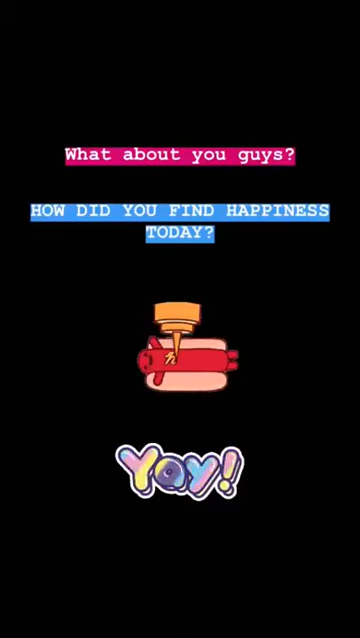 What about you guys?
HOW DID YOU FIND HAPPINESS
TODAY?
Yay!